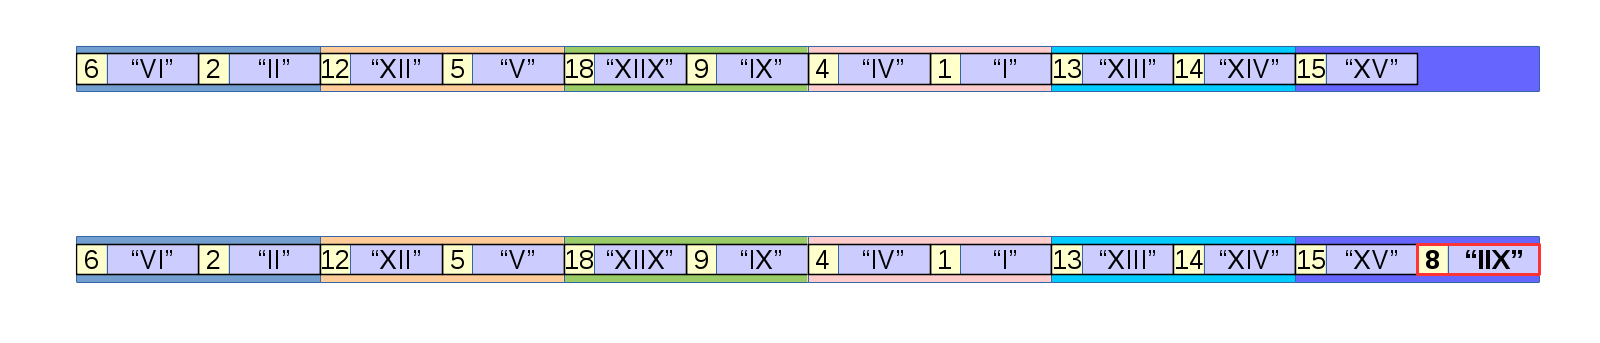 6 “VI” 2 “II” 12 “XII” 5 “V” 18 “XIIX” 9 “IX” 4 “IV” 1 “I” 13 “XIII” 14 “XIV” 15 “XV”
6 “VI” 2 “II” 12 “XII” 5 “V” 18 “XIIX” 9 “IX” 4 “IV” 1 “I” 13 “XIII” 14 “XIV” 15 “XV” 8 “IIX”